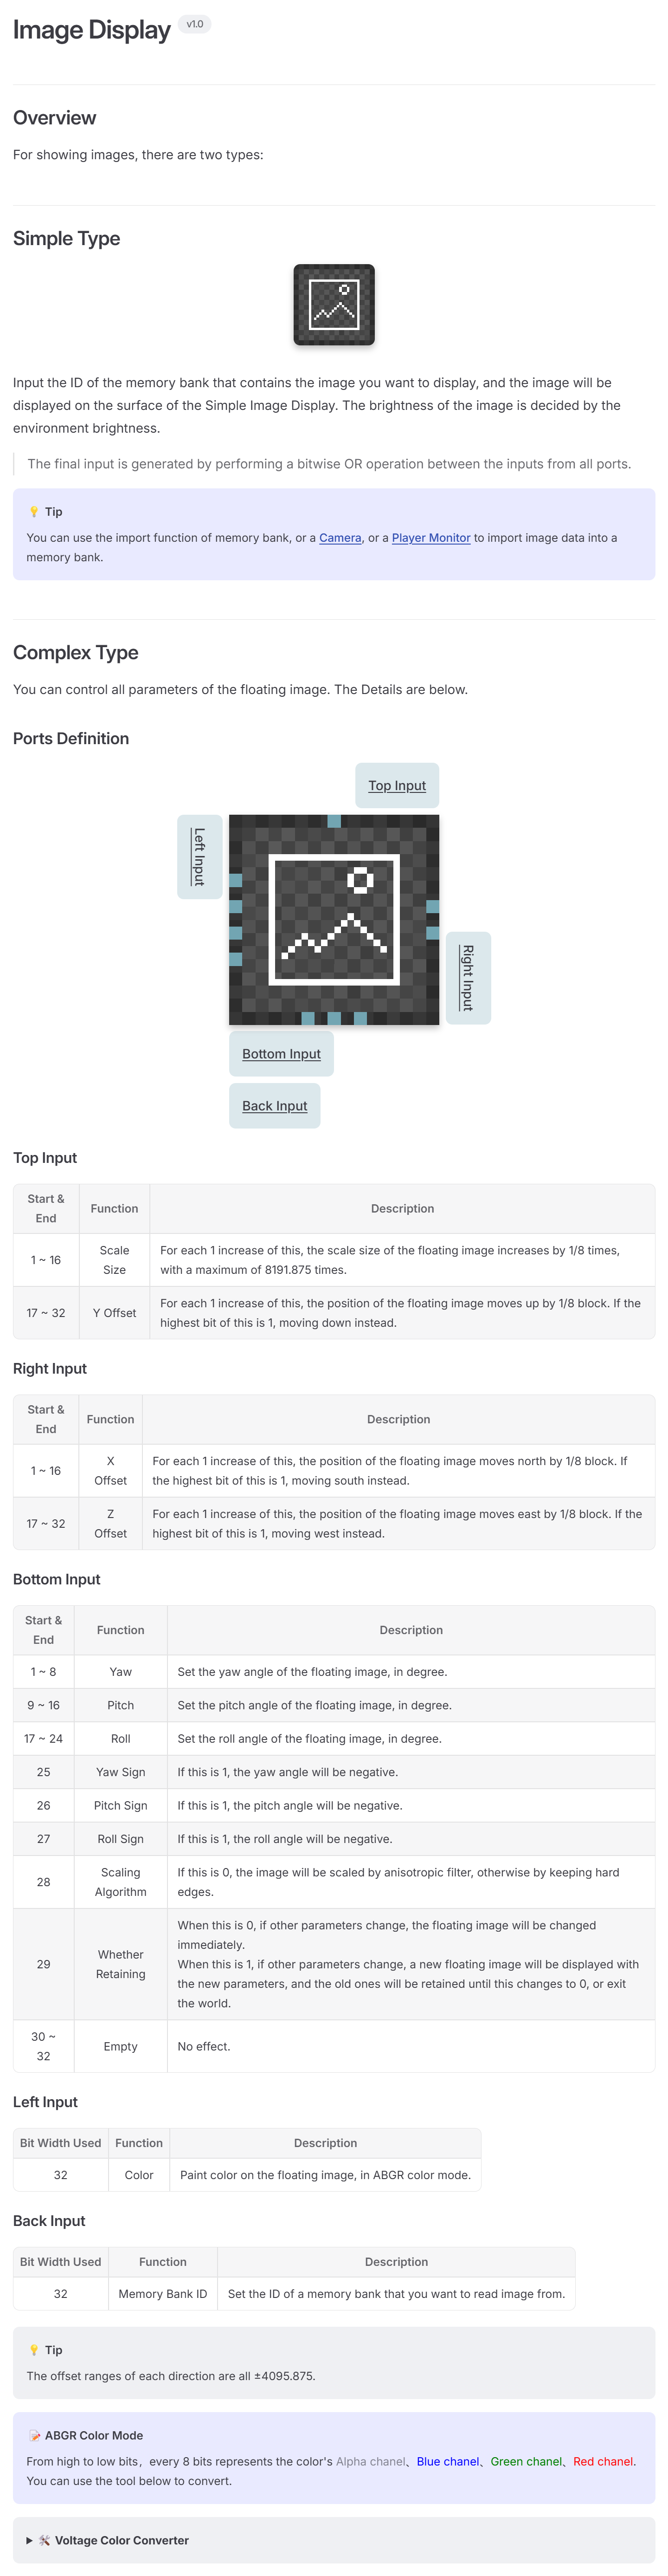 Image Display v1.0
Overview
For showing images, there are two types:
Simple Type
Input the ID of the memory bank that contains the image you want to display, and the image will be
displayed on the surface of the Simple Image Display. The brightness of the image is decided by the
environment brightness.
The final input is generated by performing a bitwise OR operation between the inputs from all ports.
💡 Tip
You can use the import function of memory bank, or a Camera, or a Player Monitor to import image data into a
memory bank.
Complex Type
You can control all parameters of the floating image. The Details are below.
Ports Definition
Top Input
Left Input
Right Input
Bottom Input
Back Input
Top Input
Start &
End
Function
Description
1 ~ 16
Scale
Size
For each 1 increase of this, the scale size of the floating image increases by 1/8 times,
with a maximum of 8191.875 times.
17 ~ 32
Y Offset
For each 1 increase of this, the position of the floating image moves up by 1/8 block. If the
highest bit of this is 1, moving down instead.
Right Input
Start &
End
Function
Description
1 ~ 16
X
Offset
For each 1 increase of this, the position of the floating image moves north by 1/8 block. If
the highest bit of this is 1, moving south instead.
17 ~ 32
Z
Offset
For each 1 increase of this, the position of the floating image moves east by 1/8 block. If the
highest bit of this is 1, moving west instead.
Bottom Input
Start &
End
Function
Description
1 ~ 8
Yaw
Set the yaw angle of the floating image, in degree.
9 ~ 16
Pitch
Set the pitch angle of the floating image, in degree.
17 ~ 24
Roll
Set the roll angle of the floating image, in degree.
25
Yaw Sign
If this is 1, the yaw angle will be negative.
26
Pitch Sign
If this is 1, the pitch angle will be negative.
27
Roll Sign
If this is 1, the roll angle will be negative.
28
Scaling
Algorithm
If this is 0, the image will be scaled by anisotropic filter, otherwise by keeping hard
edges.
29
Whether
Retaining
When this is 0, if other parameters change, the floating image will be changed
immediately.
When this is 1, if other parameters change, a new floating image will be displayed with
the new parameters, and the old ones will be retained until this changes to 0, or exit
the world.
30 ~
32
Empty
No effect.
Left Input
Bit Width Used
Function
Description
32
Color
Paint color on the floating image, in ABGR color mode.
Back Input
Bit Width Used
Function
Description
32
Memory Bank ID
Set the ID of a memory bank that you want to read image from.
💡 Tip
The offset ranges of each direction are all ±4095.875.
📝 ABGR Color Mode
From high to low bits，every 8 bits represents the color's Alpha chanel、Blue chanel、Green chanel、Red chanel.
You can use the tool below to convert.
▶ 🛠️ Voltage Color Converter